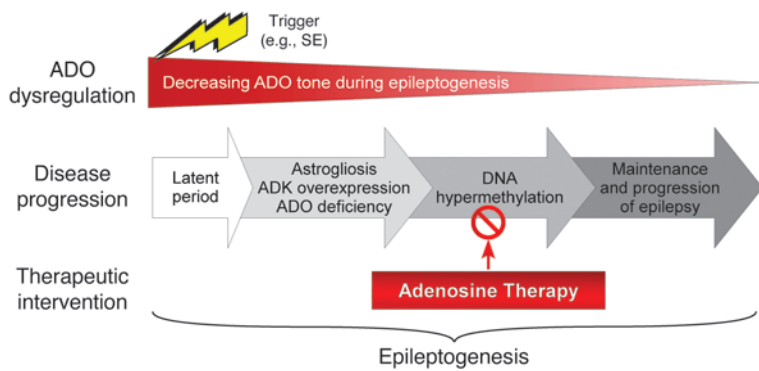 Trigger
(e.g., SE)
ADO
dysregulation
Decreasing ADO tone during epileptogenesis
Disease
progression
Latent
period
Astrogliosis
ADK overexpression
ADO deficiency
DNA
hypermethylation
Maintenance
and progression
of epilepsy
Therapeutic
intervention
Adenosine Therapy
Epileptogenesis